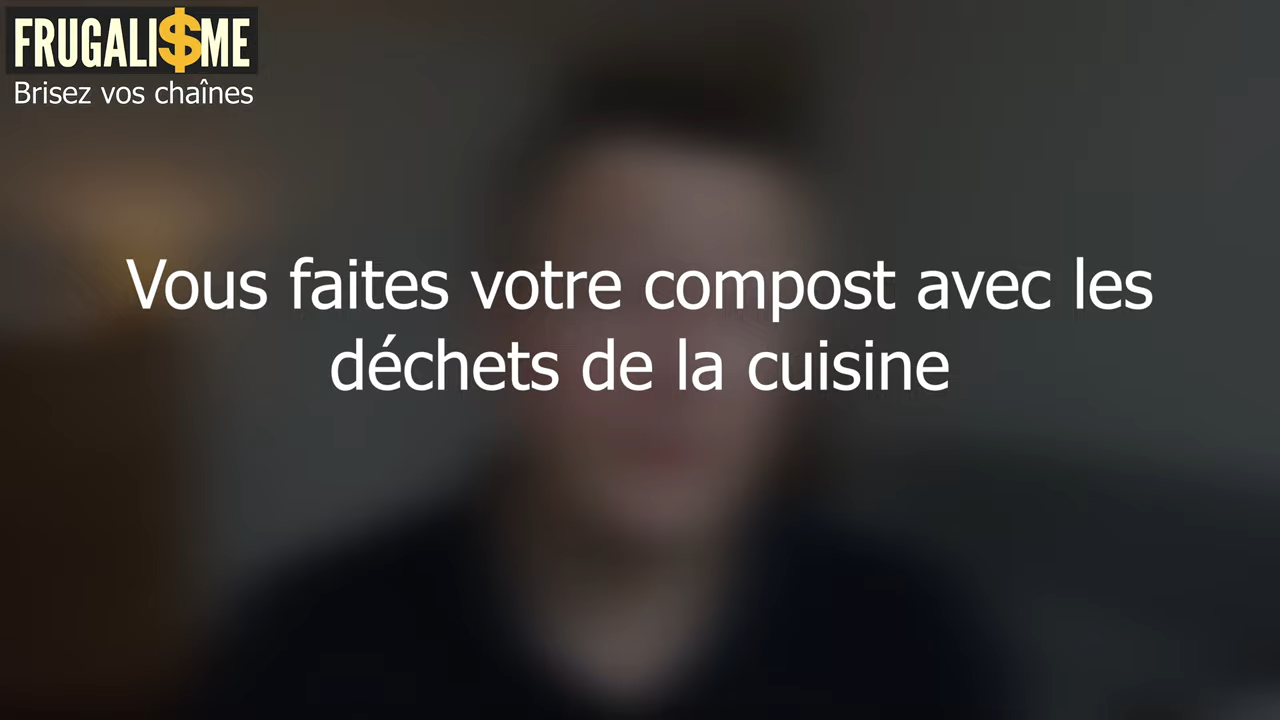 FRUGALI$ME
Brisez vos chaînes
Vous faites votre compost avec les
déchets de la cuisine